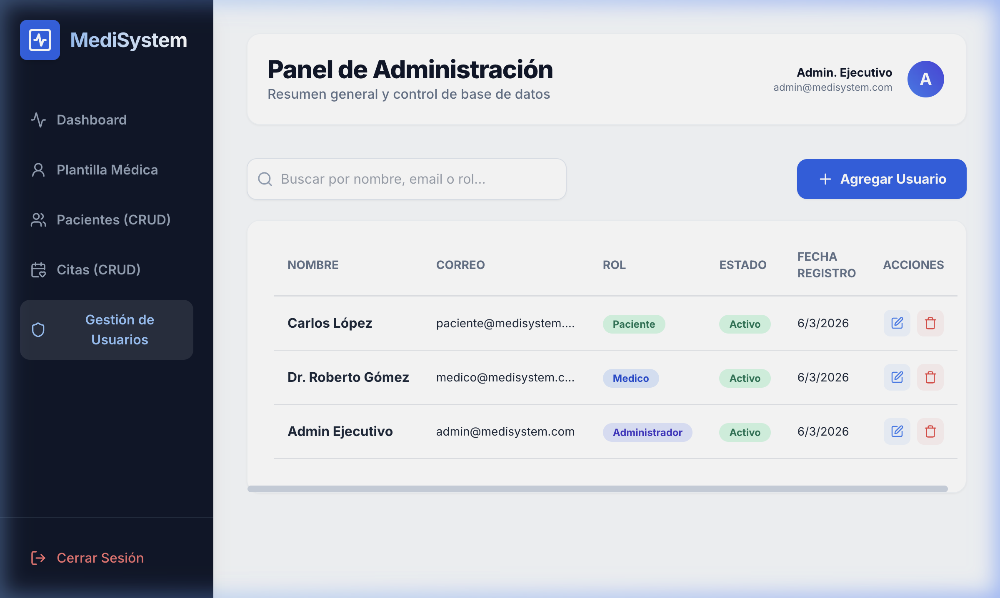 MediSystem
Dashboard
Plantilla Médica
Pacientes (CRUD)
Citas (CRUD)
Gestión de
Usuarios
Cerrar Sesión
Panel de Administración
Resumen general y control de base de datos
Admin. Ejecutivo
admin@medisystem.com
A
Buscar por nombre, email o rol...
Agregar Usuario
NOMBRE CORREO ROL ESTADO FECHA REGISTRO ACCIONES
Carlos López paciente@medisystem.... Paciente Activo 6/3/2026
Dr. Roberto Gómez medico@medisystem.c... Medico Activo 6/3/2026
Admin Ejecutivo admin@medisystem.com Administrador Activo 6/3/2026